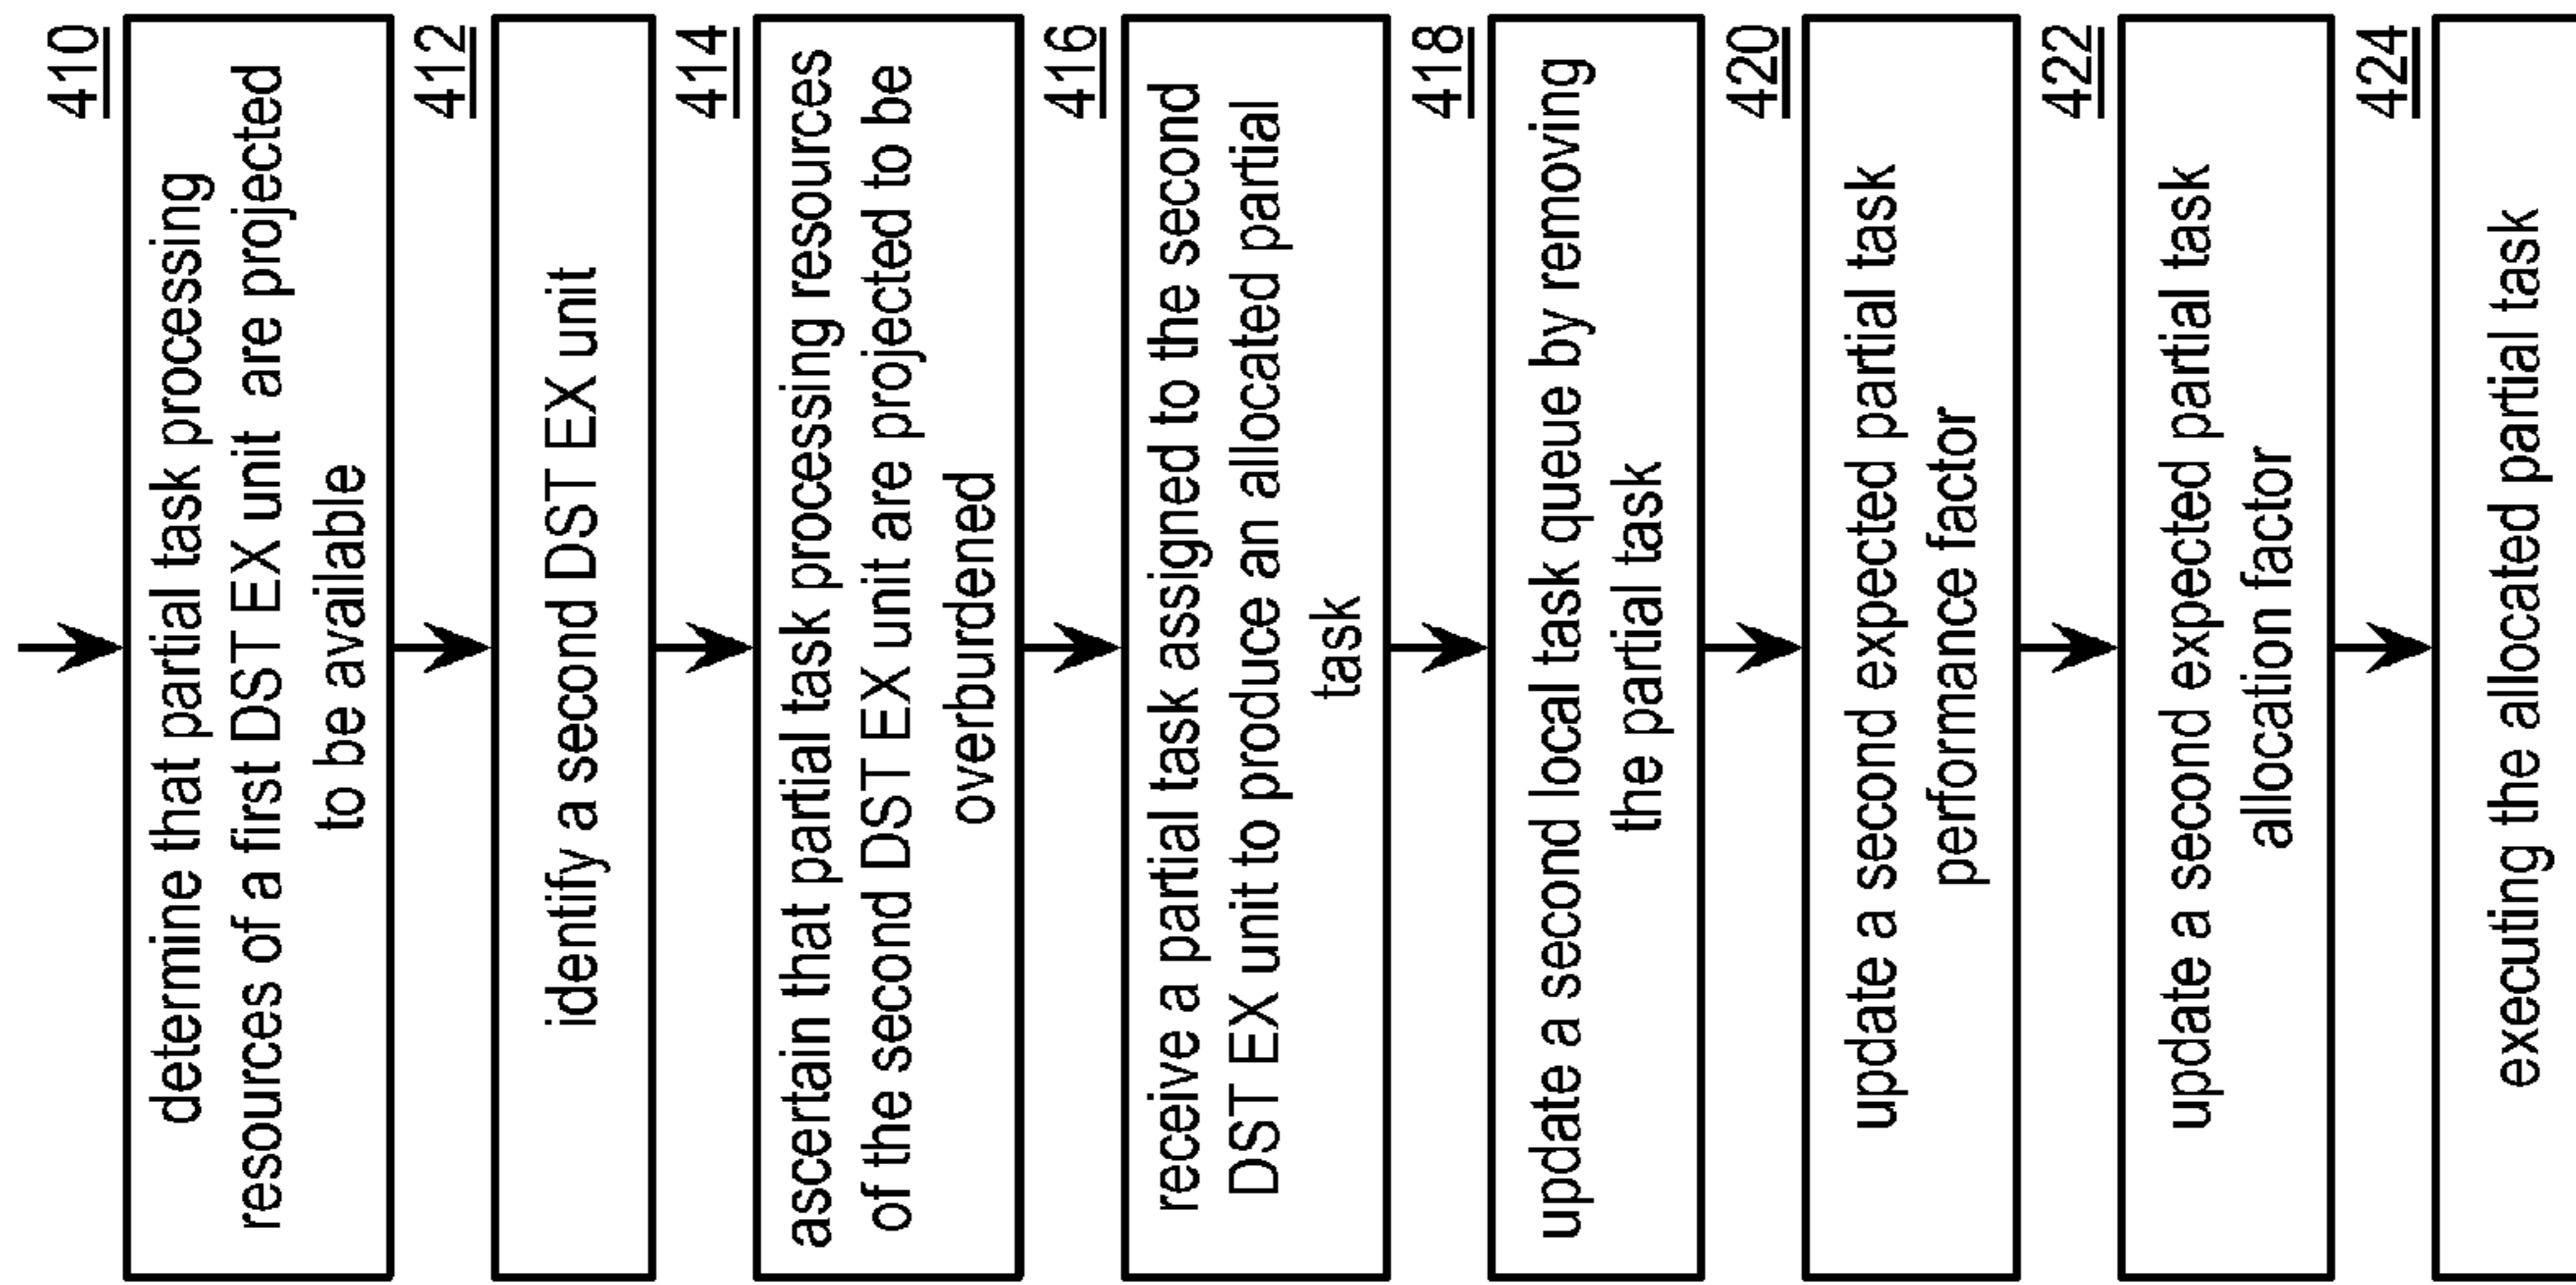 410
determine that partial task processing
resources of a first DST EX unit are projected
to be available
412
identify a second DST EX unit
414
ascertain that partial task processing resources
of the second DST EX unit are projected to be
overburdened
416
receive a partial task assigned to the second
DST EX unit to produce an allocated partial
task
418
update a second local task queue by removing
the partial task
420
update a second expected partial task
performance factor
422
update a second expected partial task
allocation factor
424
executing the allocated partial task